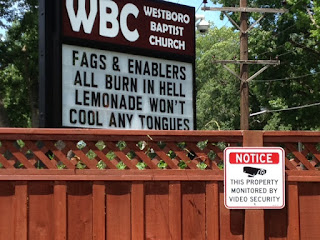 WBC
WESTBORO
BAPTIST
CHURCH
FAGS & ENABLERS
ALL BURN IN HELL
LEMONADE WON'T
COOL ANY TONGUES
NOTICE
THIS PROPERTY
MONITORED BY
VIDEO SECURITY